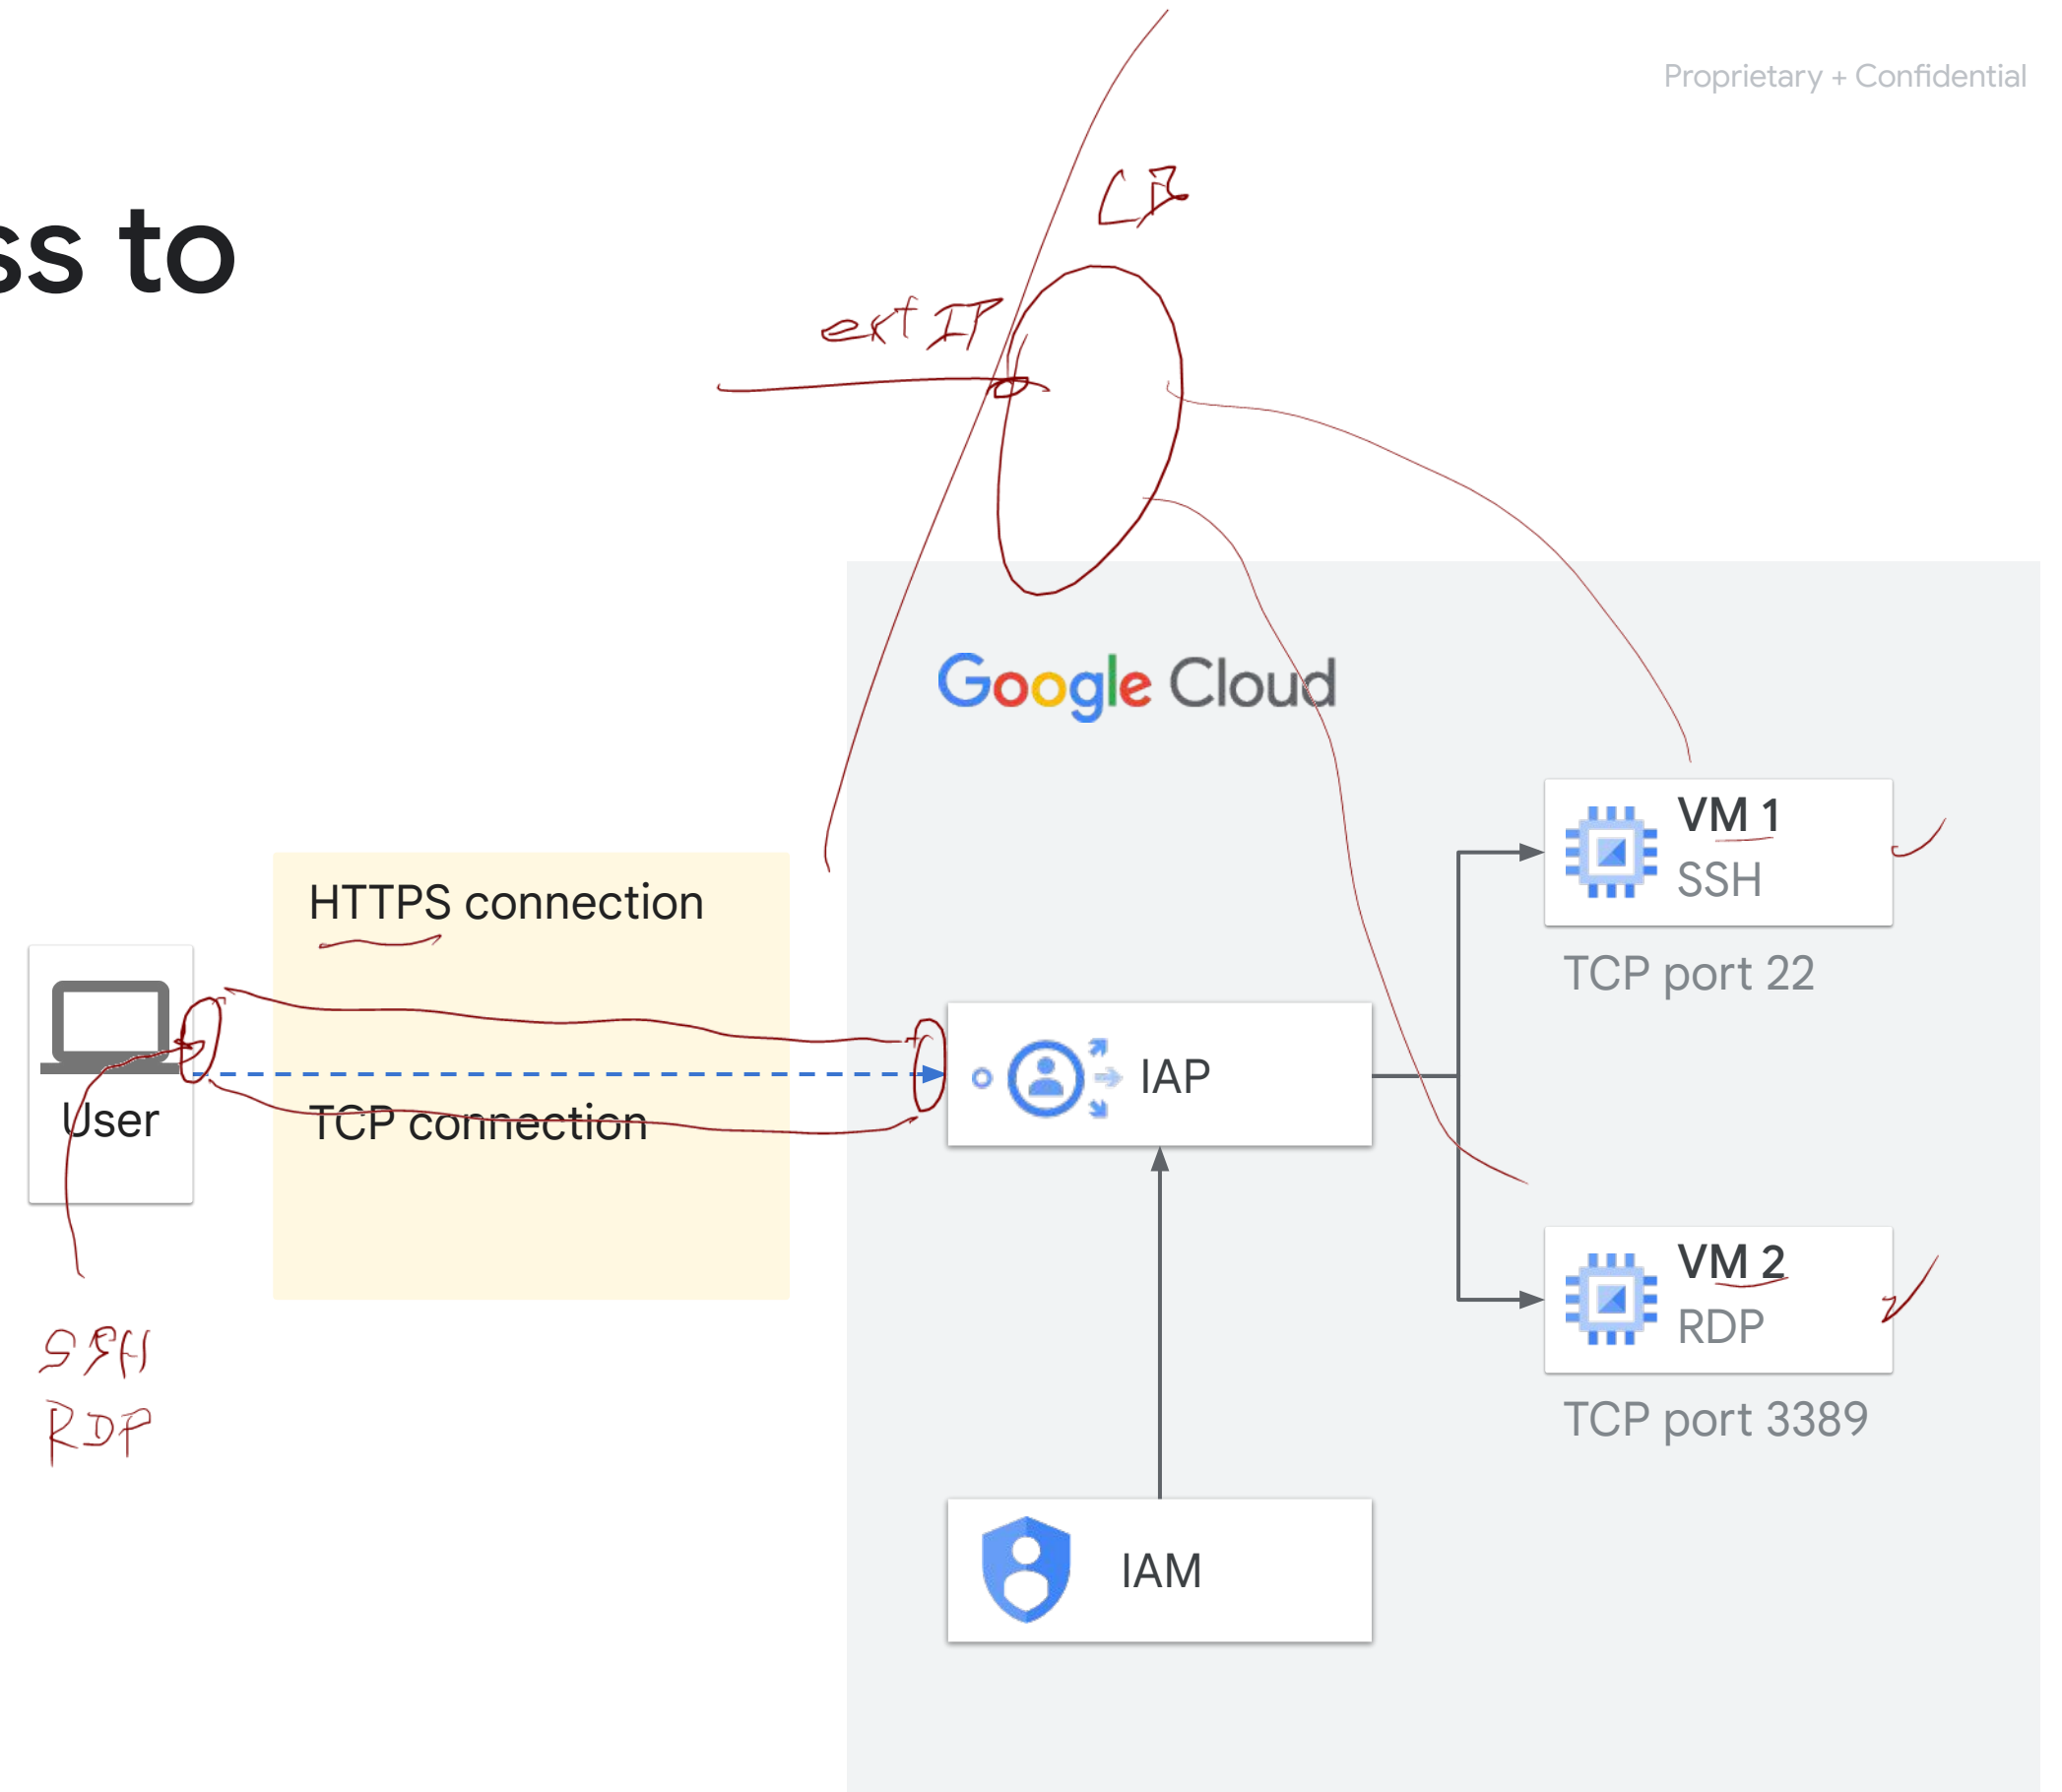 Proprietary + Confidential
ss to
LB
ext IP
Google Cloud
HTTPS connection
TCP connection
User
SSH
RDP
IAP
IAM
VM 1
SSH
TCP port 22
VM 2
RDP
TCP port 3389